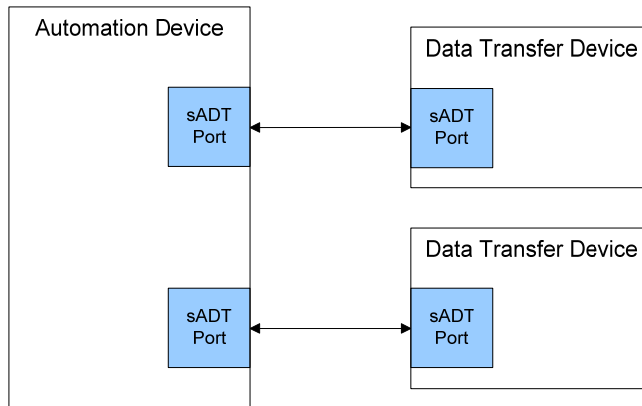 Automation Device
sADT
Port
Data Transfer Device
sADT
Port
sADT
Port
Data Transfer Device
sADT
Port